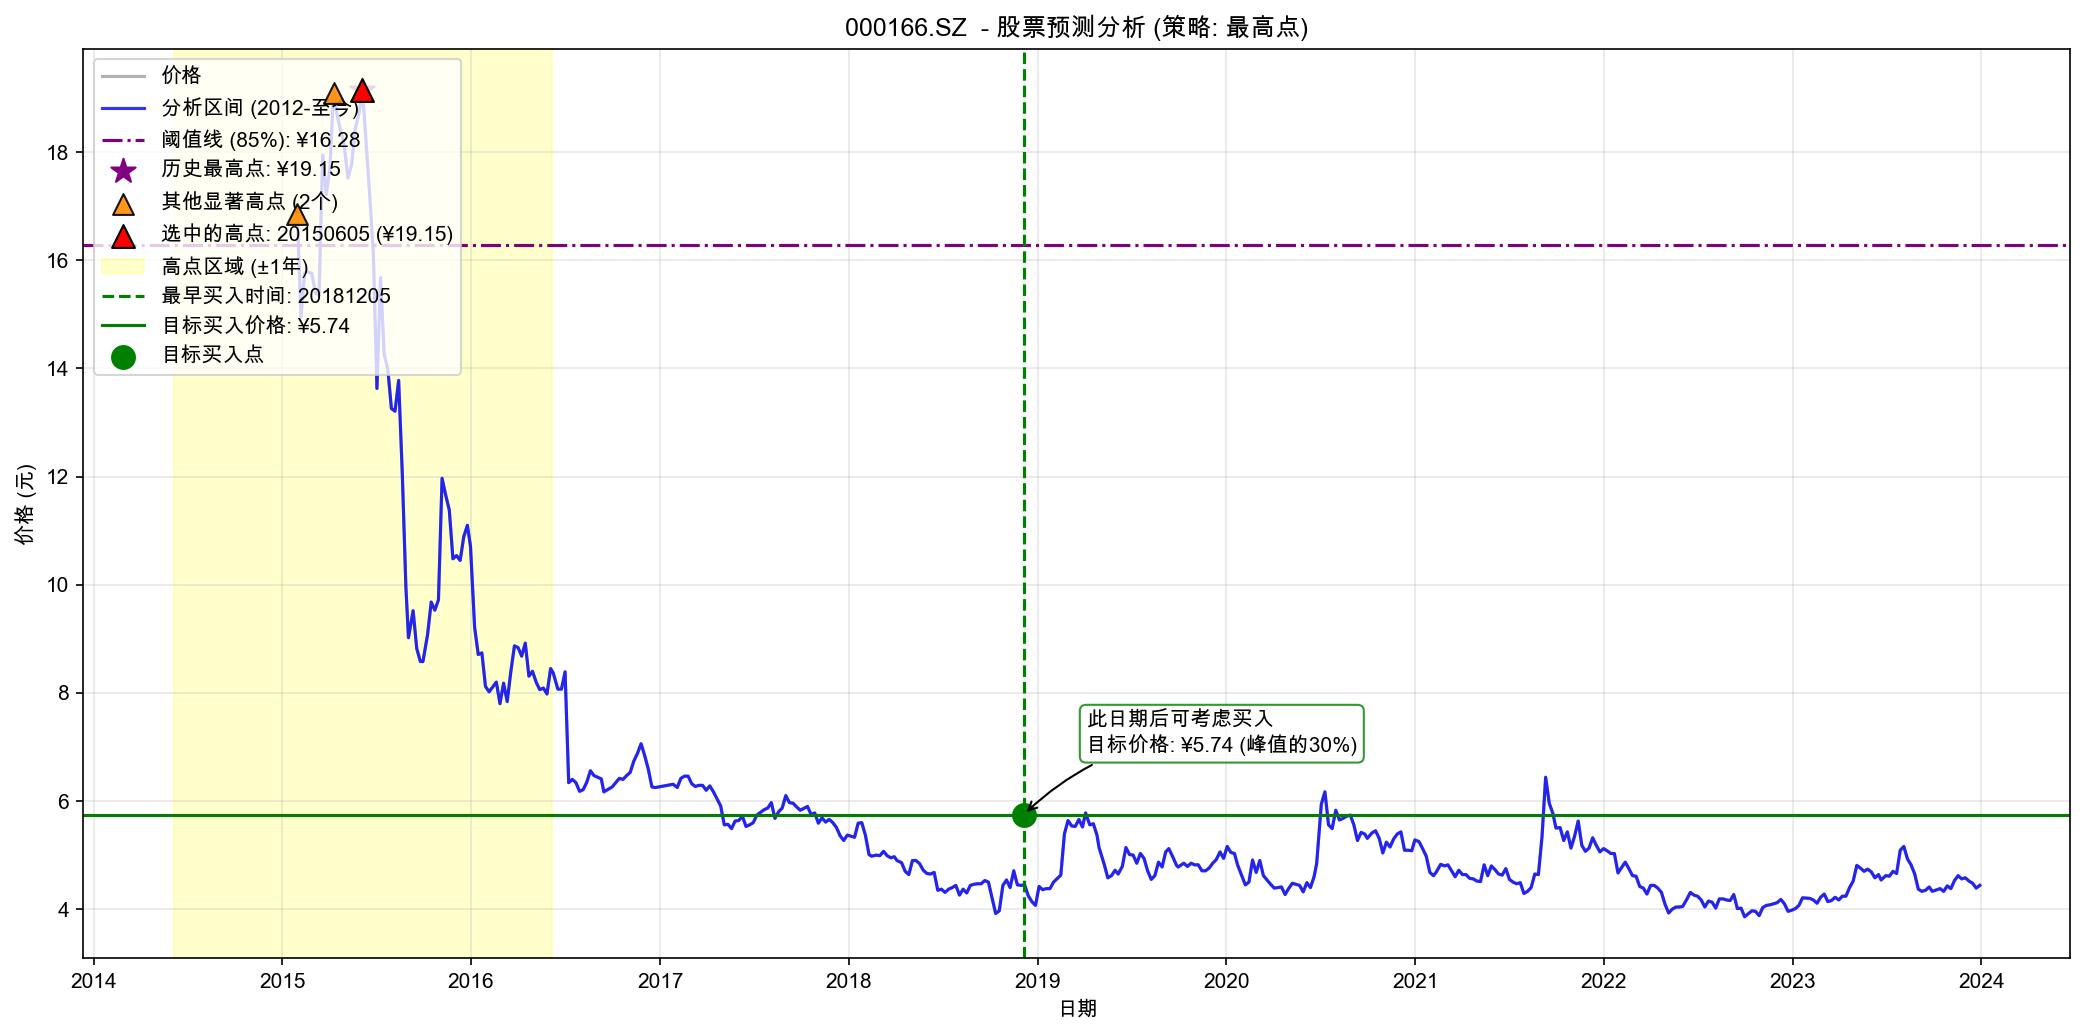 000166.SZ - 股票预测分析 (策略: 最高点)
价格
分析区间 (2012-至今)
阈值线 (85%): ¥16.28
历史最高点: ¥19.15
其他显著高点 (2个)
选中的高点: 20150605 (¥19.15)
高点区域 (±1年)
最早买入时间: 20181205
目标买入价格: ¥5.74
目标买入点
18
16
14
12
10
8
6
4
价格 (元)
此日期后可考虑买入
目标价格: ¥5.74 (峰值的30%)
2014 2015 2016 2017 2018 2019 2020 2021 2022 2023 2024
日期